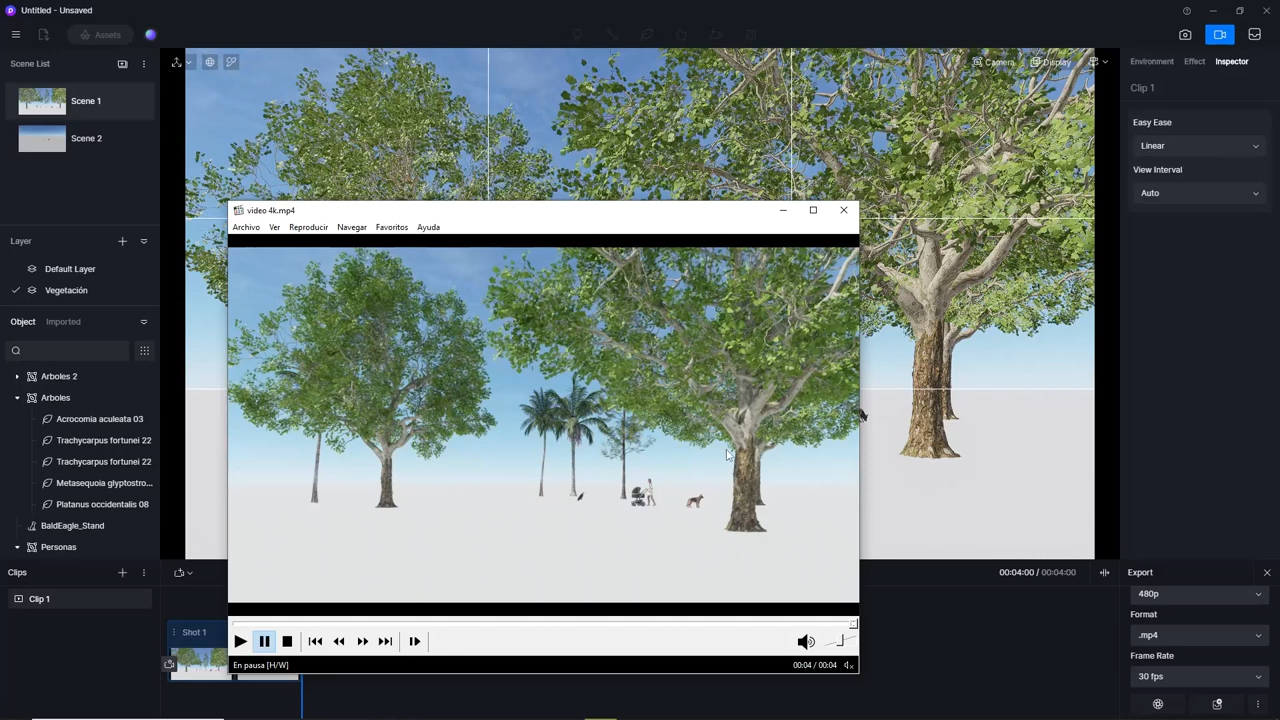 Untitled - Unsaved
Assets
Scene List
Scene 1
Scene 2
Layer
Default Layer
Vegetación
Object
Imported
Arboles 2
Arboles
Acrocomia aculeata 03
Trachycarpus fortunei 22
Trachycarpus fortunei 22
Metasequoia glyptostro...
Platanus occidentalis 08
BaldEagle_Stand
Personas
Clips
Clip 1
Camera
Display
Environment
Effect
Inspector
Clip 1
Easy Ease
Linear
View Interval
Auto
video 4k.mp4
Archivo
Ver
Reproducir
Navegar
Favoritos
Ayuda
En pausa [H/W]
00:04 / 00:04
Shot 1
00:04:00 / 00:04:00
Export
480p
Format
.mp4
Frame Rate
30 fps